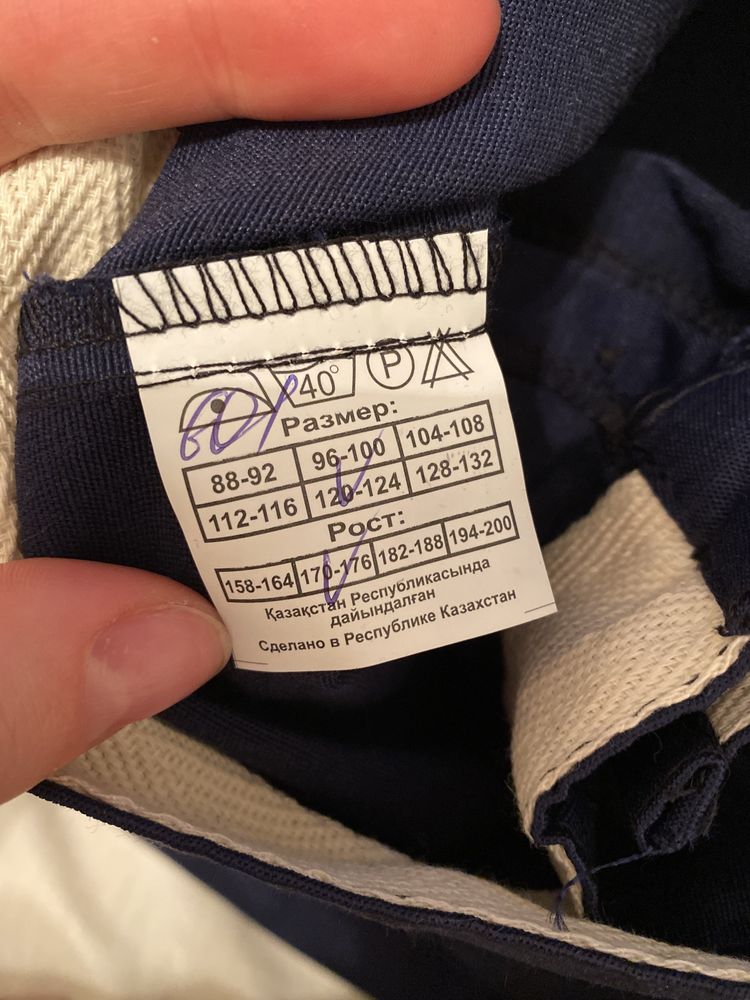 40° P
Размер:
88-92 96-100 104-108
112-116 120-124 128-132
Рост:
158-164 170-176 182-188 194-200
Қазақстан Республикасында
дайындалған
Сделано в Республике Казахстан